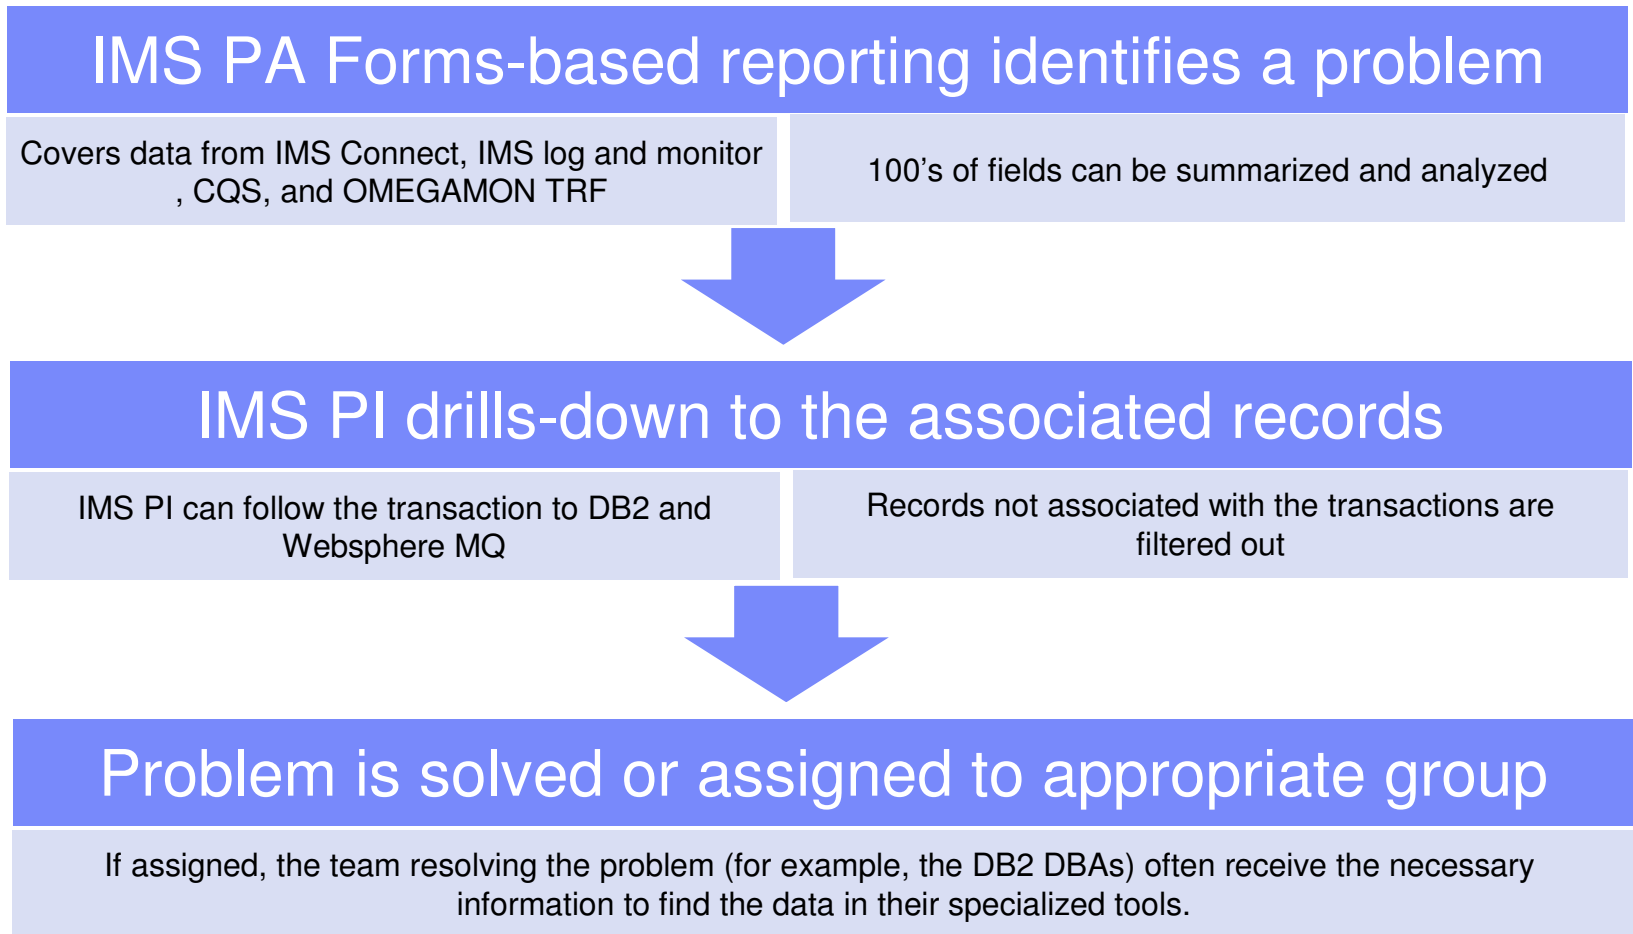 IMS PA Forms-based reporting identifies a problem
Covers data from IMS Connect, IMS log and monitor
, CQS, and OMEGAMON TRF
100’s of fields can be summarized and analyzed
IMS PI drills-down to the associated records
IMS PI can follow the transaction to DB2 and
Websphere MQ
Records not associated with the transactions are
filtered out
Problem is solved or assigned to appropriate group
If assigned, the team resolving the problem (for example, the DB2 DBAs) often receive the necessary
information to find the data in their specialized tools.